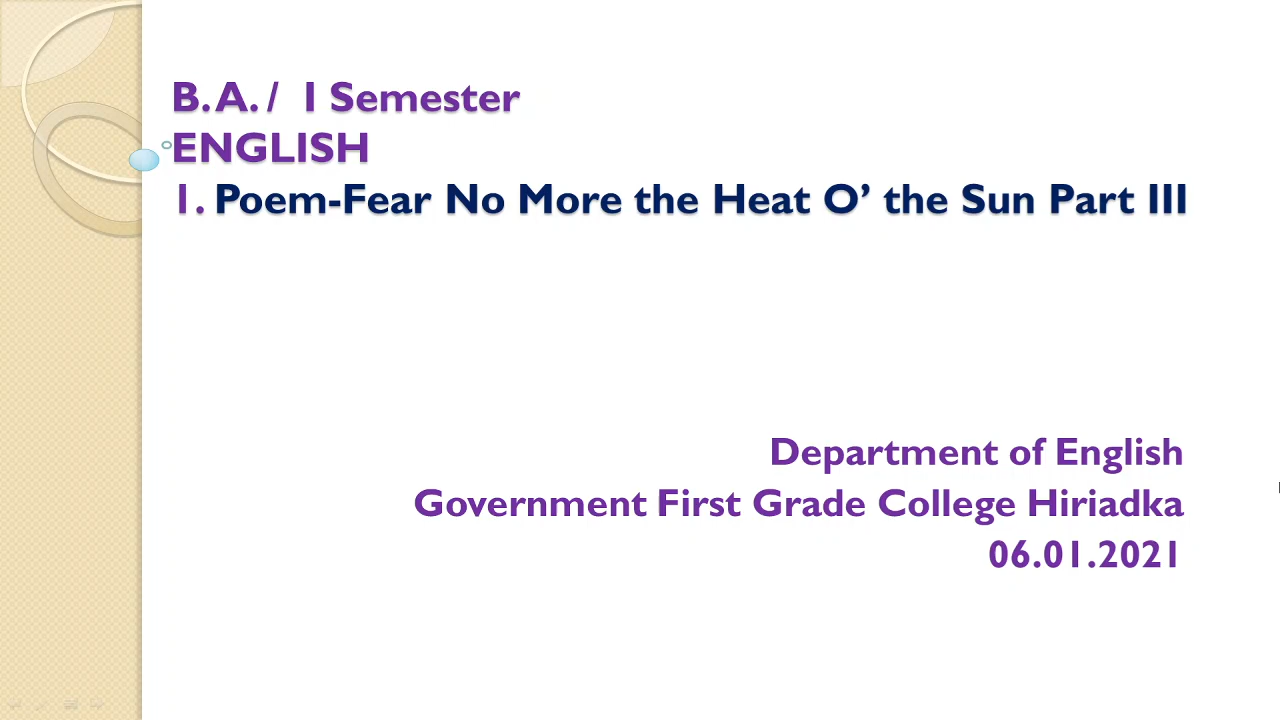 B.A. / I Semester
ENGLISH
1. Poem-Fear No More the Heat O’ the Sun Part III
Department of English
Government First Grade College Hiriadka
06.01.2021